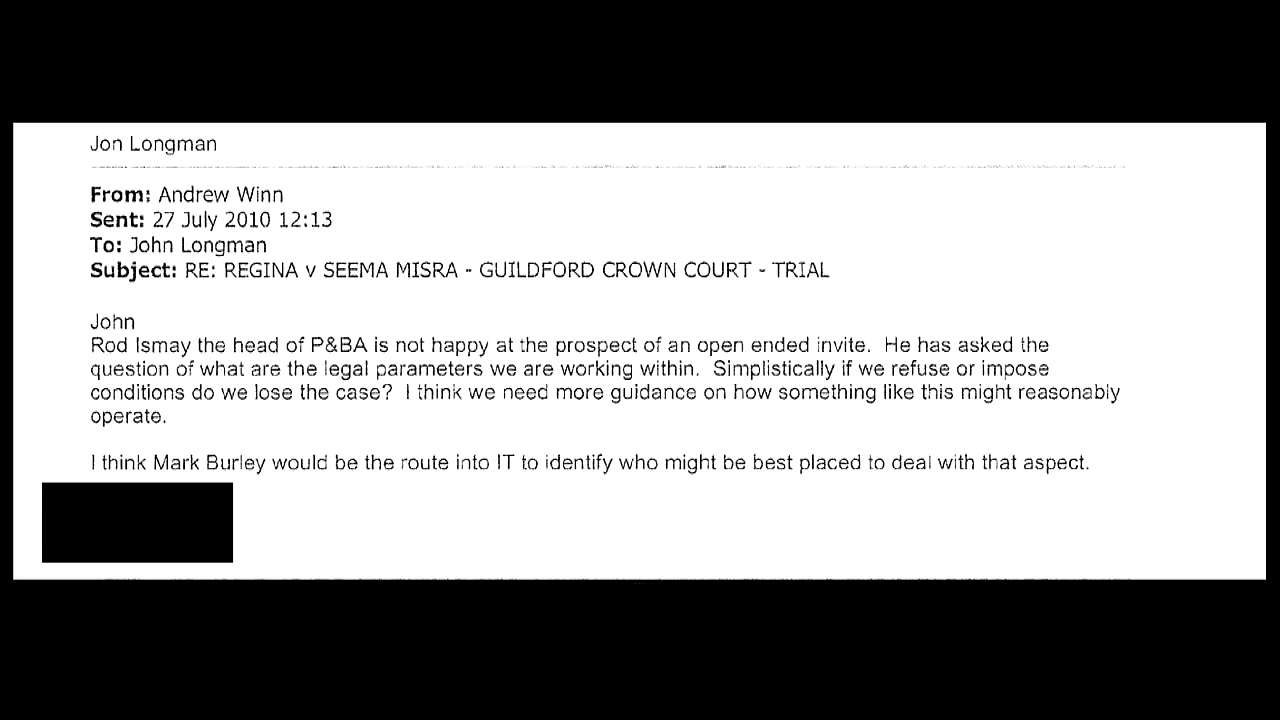 Jon Longman
From: Andrew Winn
Sent: 27 July 2010 12:13
To: John Longman
Subject: RE: REGINA v SEEMA MISRA - GUILDFORD CROWN COURT - TRIAL
John
Rod Ismay the head of P&BA is not happy at the prospect of an open ended invite. He has asked the
question of what are the legal parameters we are working within. Simplistically if we refuse or impose
conditions do we lose the case? I think we need more guidance on how something like this might reasonably
operate.
I think Mark Burley would be the route into IT to identify who might be best placed to deal with that aspect.